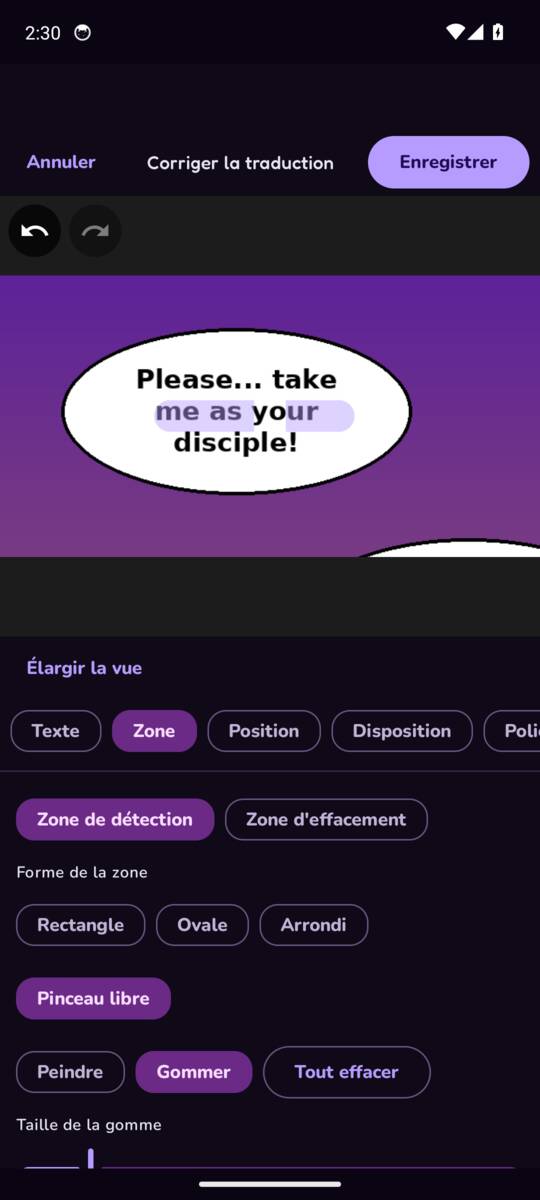 2:30
Annuler
Corriger la traduction
Enregistrer
Please... take
me as your
disciple!
Élargir la vue
Texte
Zone
Position
Disposition
Poli
Zone de détection
Zone d'effacement
Forme de la zone
Rectangle
Ovale
Arrondi
Pinceau libre
Peindre
Gommer
Tout effacer
Taille de la gomme